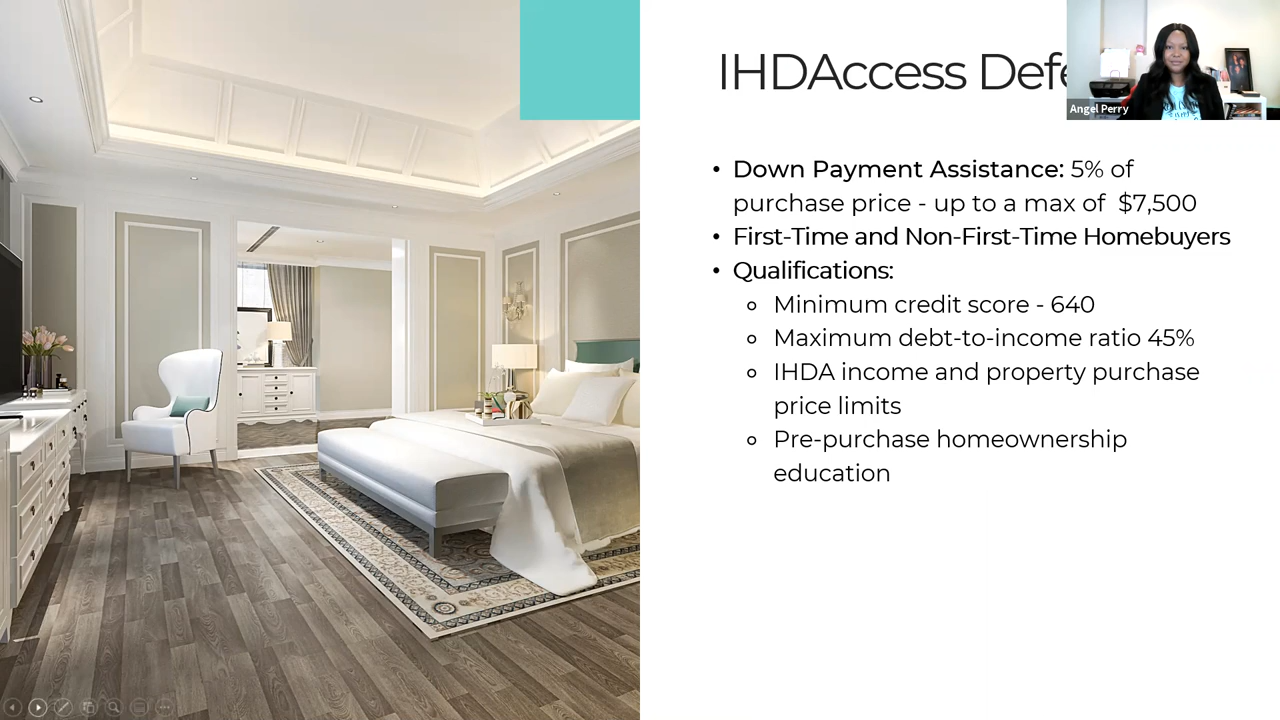 IHDAccess Defe
Angel Perry
• Down Payment Assistance: 5% of
purchase price - up to a max of $7,500
• First-Time and Non-First-Time Homebuyers
• Qualifications:
Minimum credit score - 640
Maximum debt-to-income ratio 45%
IHDA income and property purchase
price limits
Pre-purchase homeownership
education